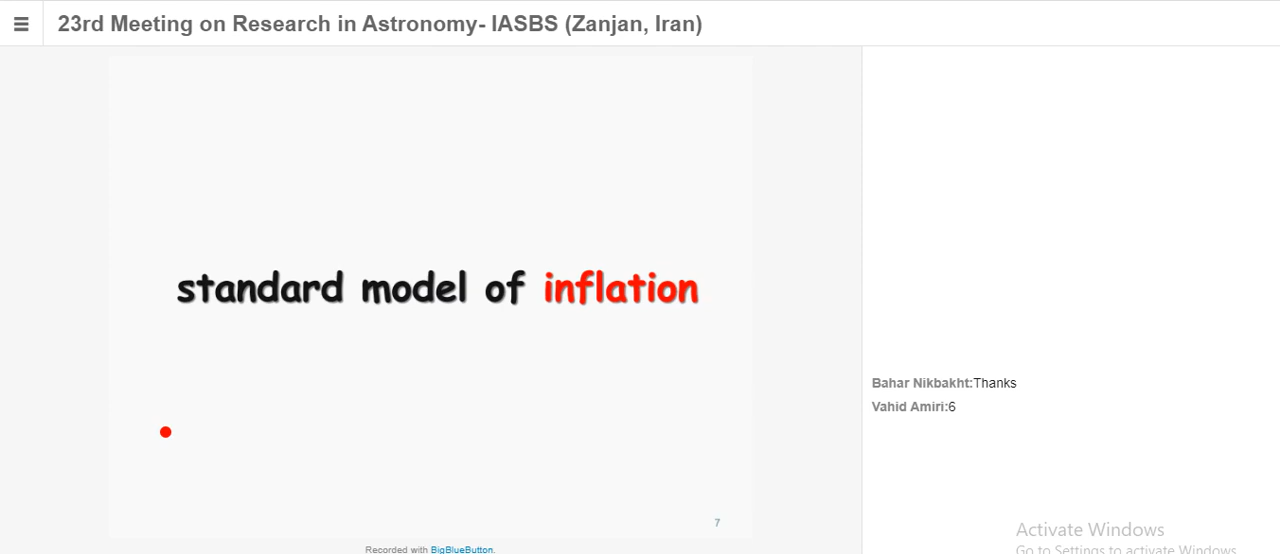 23rd Meeting on Research in Astronomy- IASBS (Zanjan, Iran)
standard model of inflation
7
Recorded with BigBlueButton.
Bahar Nikbakht:Thanks
Vahid Amiri:6
Activate Windows
Go to Settings to activate Windows